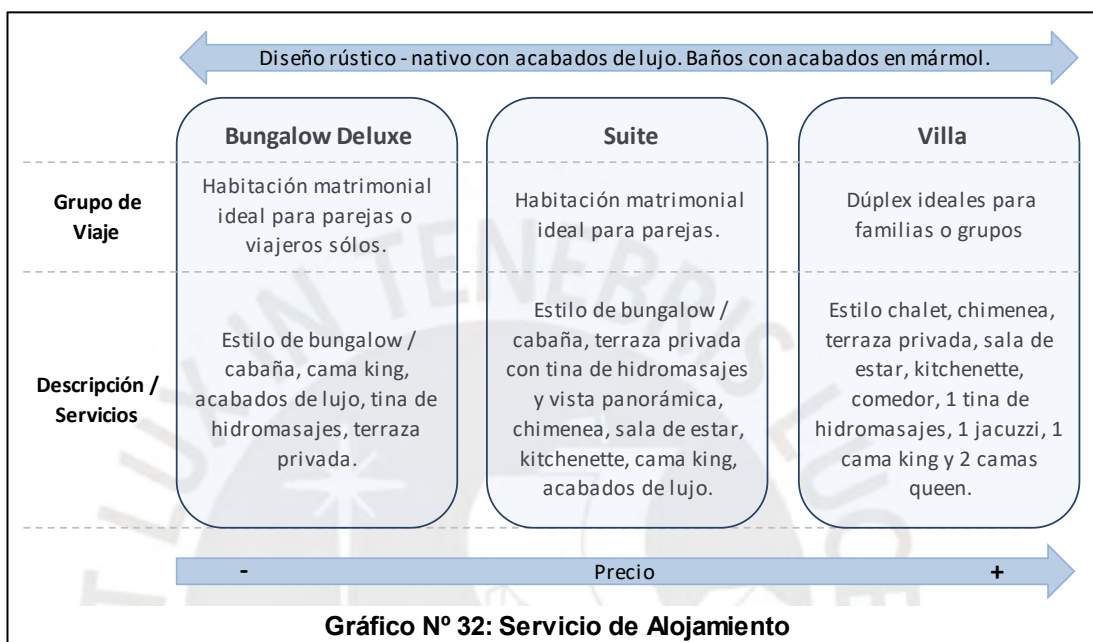 Diseño rústico - nativo con acabados de lujo. Baños con acabados en mármol.
Bungalow Deluxe
Suite
Villa
Grupo de
Viaje
Habitación matrimonial
ideal para parejas o
viajeros sólos.
Habitación matrimonial
ideal para parejas.
Dúplex ideales para
familias o grupos
Descripción /
Servicios
Estilo de bungalow /
cabaña, cama king,
acabados de lujo, tina de
hidromasajes, terraza
privada.
Estilo de bungalow /
cabaña, terraza privada
con tina de hidromasajes
y vista panorámica,
chimenea, sala de estar,
kitchenette, cama king,
acabados de lujo.
Estilo chalet, chimenea,
terraza privada, sala de
estar, kitchenette,
comedor, 1 tina de
hidromasajes, 1 jacuzzi, 1
cama king y 2 camas
queen.
- Precio +
Gráfico Nº 32: Servicio de Alojamiento
ET LUX IN TENEBRIS LUCET